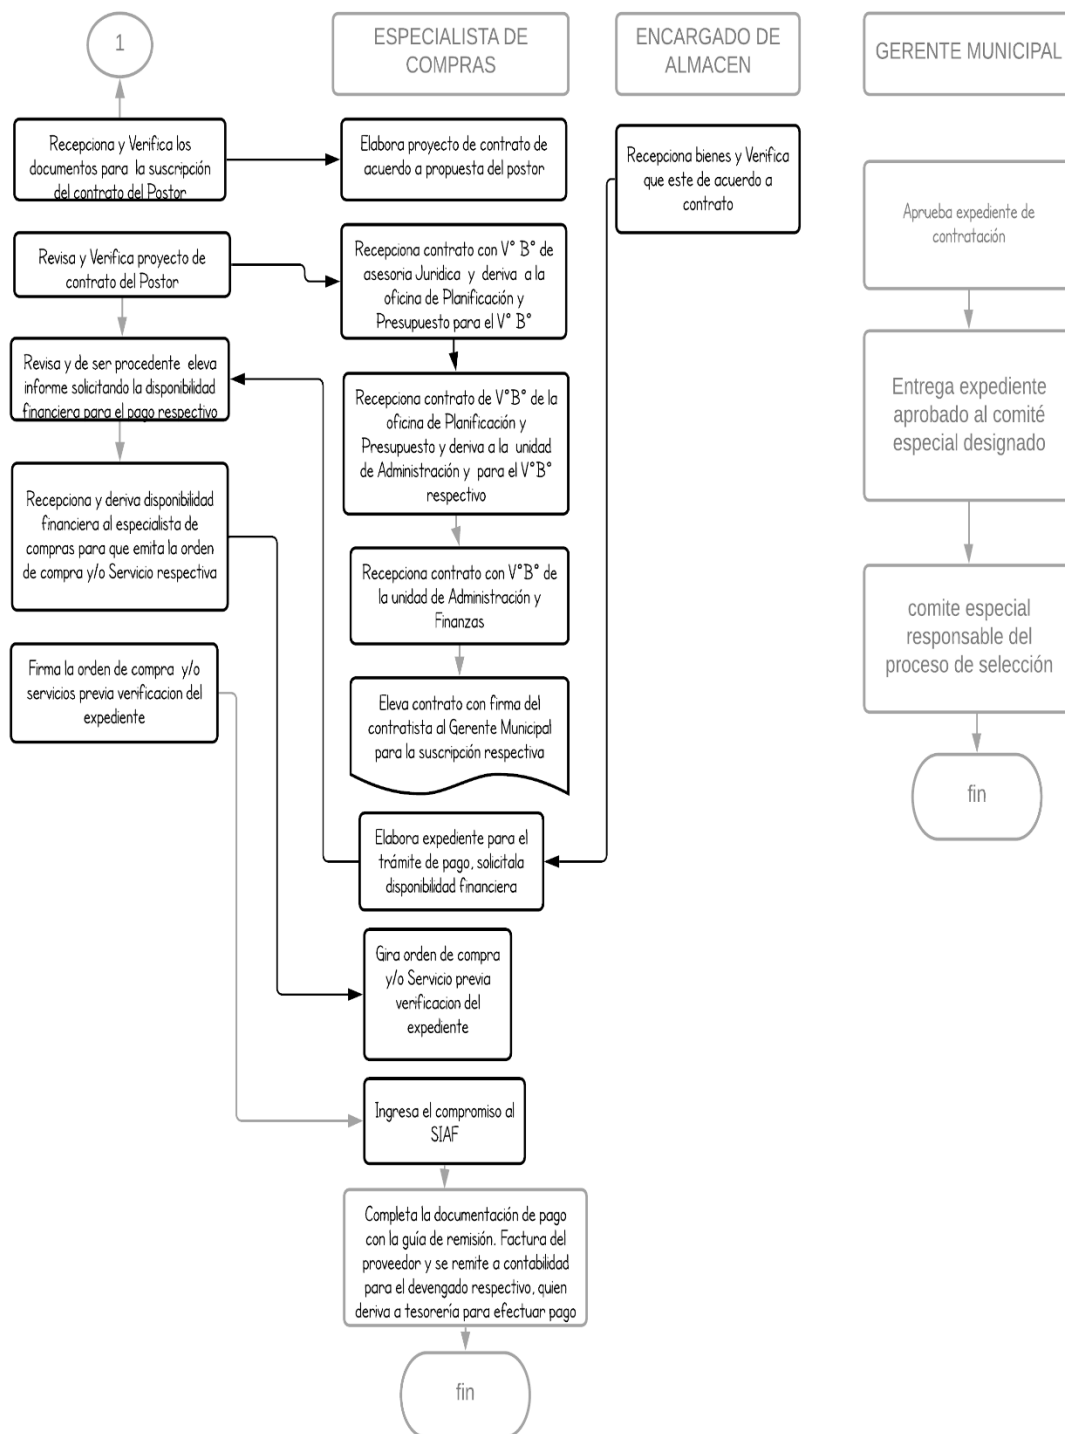 1
Recepciona y Verifica los
documentos para la suscripción
del contrato del Postor
Revisa y Verifica proyecto de
contrato del Postor
Revisa y de ser procedente eleva
informe solicitando la disponibilidad
financiera para el pago respectivo
Recepciona y deriva disponibilidad
financiera al especialista de
compras para que emita la orden
de compra y/o Servicio respectiva
Firma la orden de compra y/o
servicios previa verificacion del
expediente
ESPECIALISTA DE
COMPRAS
Elabora proyecto de contrato de
acuerdo a propuesta del postor
Recepciona contrato con V° B° de
asesoria Juridica y deriva a la
oficina de Planificación y
Presupuesto para el V° B°
Recepciona contrato de V°B° de la
oficina de Planificación y
Presupuesto y deriva a la unidad
de Administración y para el V°B°
respectivo
Recepciona contrato con V°B° de
la unidad de Administración y
Finanzas
Eleva contrato con firma del
contratista al Gerente Municipal
para la suscripción respectiva
Elabora expediente para el
trámite de pago, solicitala
disponibilidad financiera
Gira orden de compra
y/o Servicio previa
verificacion del
expediente
Ingresa el compromiso al
SIAF
Completa la documentación de pago
con la guía de remisión. Factura del
proveedor y se remite a contabilidad
para el devengado respectivo, quien
deriva a tesorería para efectuar pago
fin
ENCARGADO DE
ALMACEN
Recepciona bienes y Verifica
que este de acuerdo a
contrato
GERENTE MUNICIPAL
Aprueba expediente de
contratación
Entrega expediente
aprobado al comité
especial designado
comite especial
responsable del
proceso de selección
fin